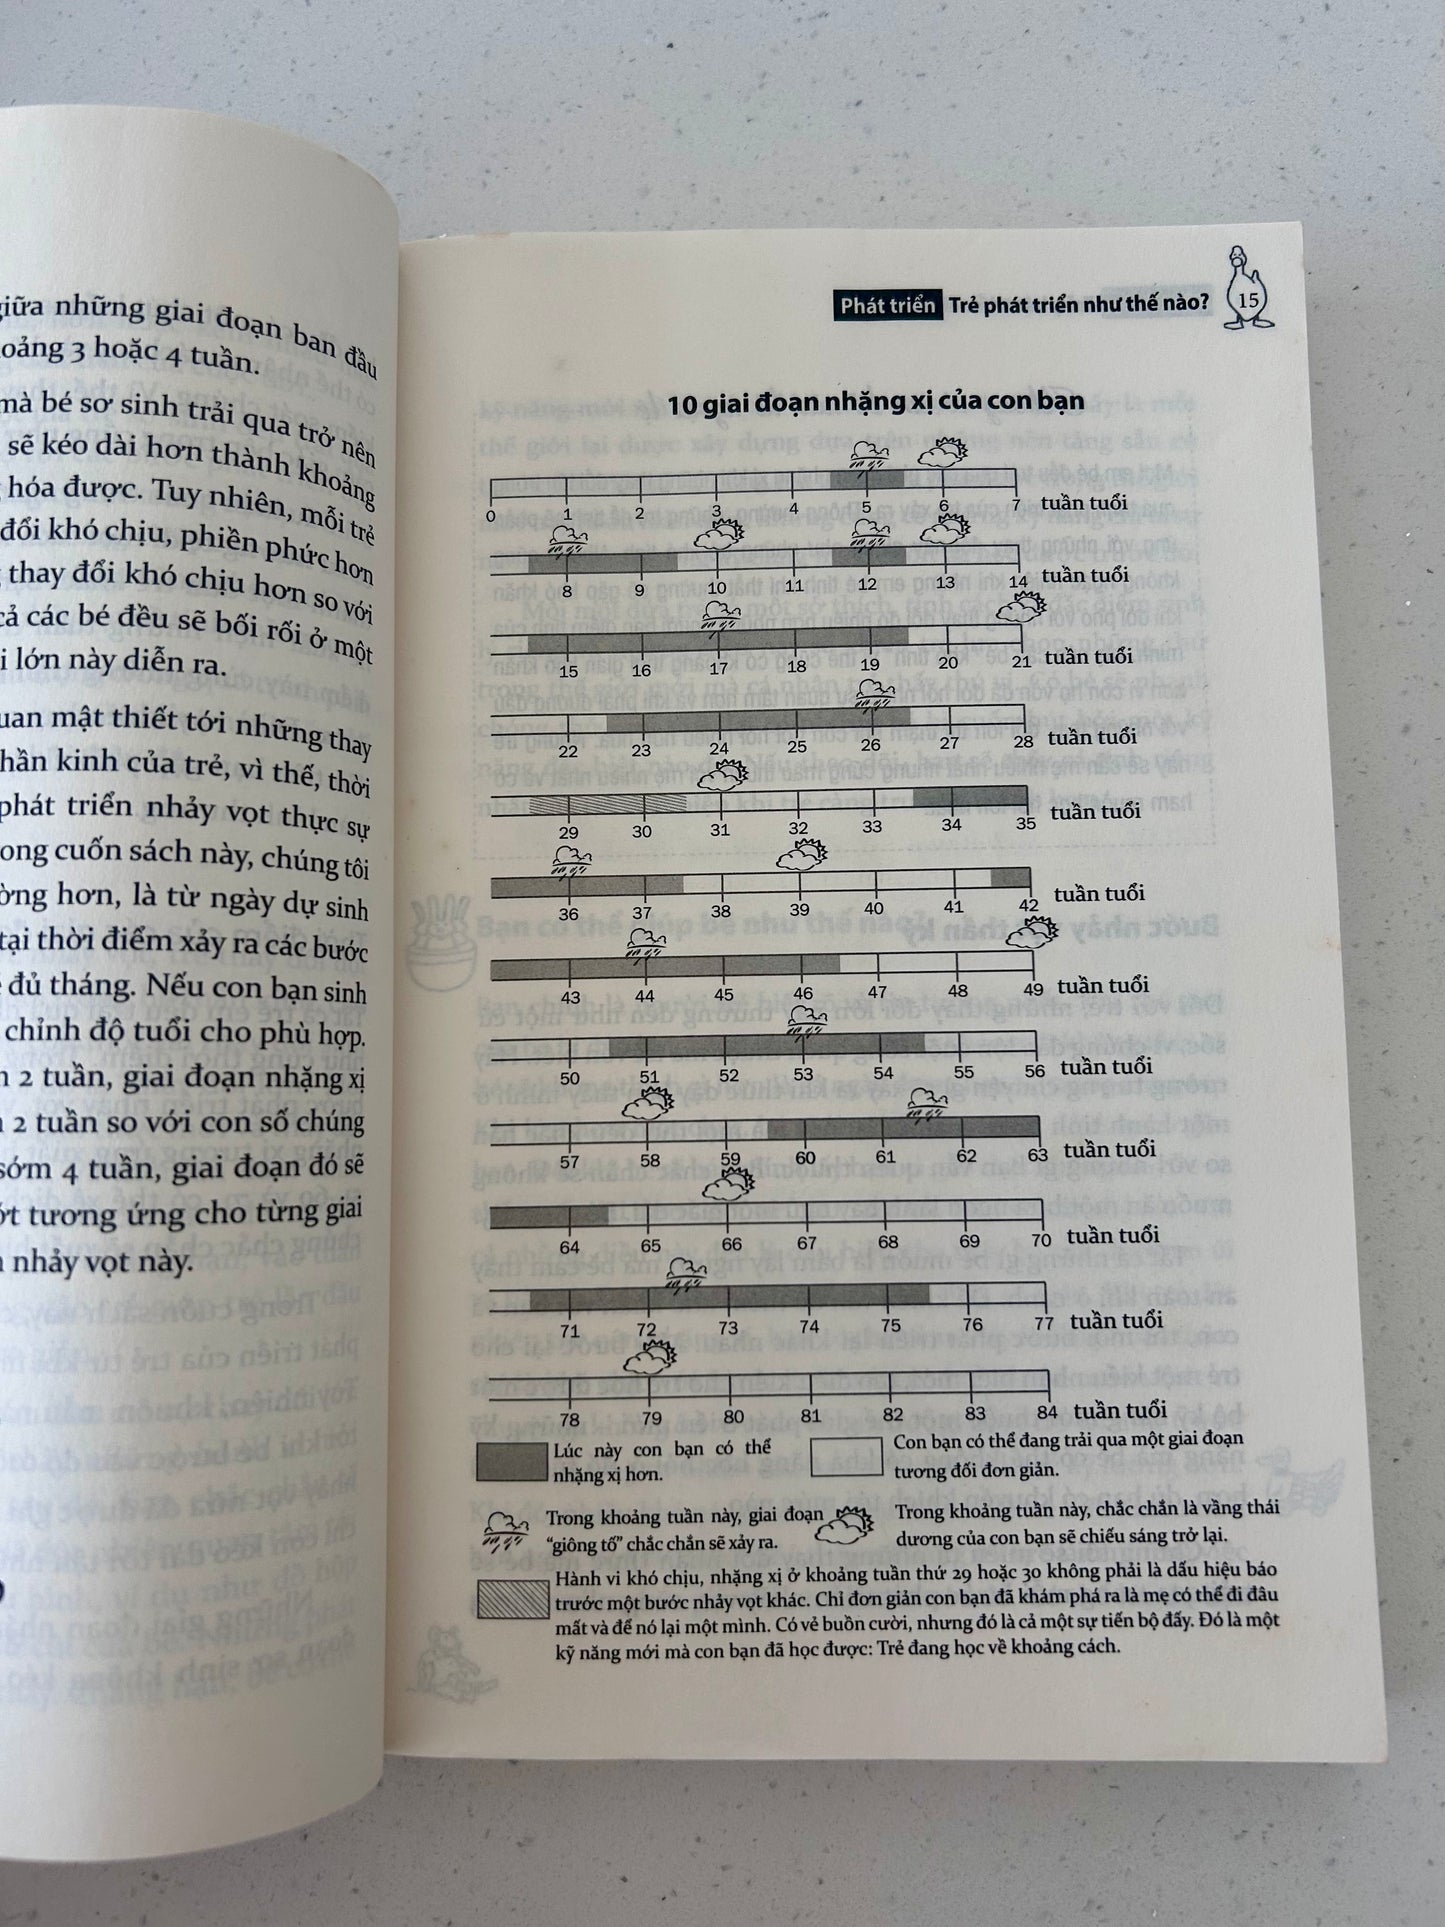 giữa những giai đoạn ban đầu
oảng 3 hoặc 4 tuần.
mà bé sơ sinh trải qua trở nên
sẽ kéo dài hơn thành khoảng
hóa được. Tuy nhiên, mỗi trẻ
đổi khó chịu, phiền phức hơn
thay đổi khó chịu hơn so với
cả các bé đều sẽ bối rối ở một
lớn này diễn ra.
quan mật thiết tới những thay
thần kinh của trẻ, vì thế, thời
phát triển nhảy vọt thực sự
ong cuốn sách này, chúng tôi
ờng hơn, là từ ngày dự sinh
tại thời điểm xảy ra các bước
đủ tháng. Nếu con bạn sinh
chỉnh độ tuổi cho phù hợp.
2 tuần, giai đoạn nhặng xị
2 tuần so với con số chúng
sớm 4 tuần, giai đoạn đó sẽ
ớt tương ứng cho từng giai
nhảy vọt này.
Phát triển Trẻ phát triển như thế nào? 15
10 giai đoạn nhặng xị của con bạn
0 1 2 3 4 5 6 7 tuần tuổi
8 9 10 11 12 13 14 tuần tuổi
15 16 17 18 19 20 21 tuần tuổi
22 23 24 25 26 27 28 tuần tuổi
29 30 31 32 33 34 35 tuần tuổi
36 37 38 39 40 41 42 tuần tuổi
43 44 45 46 47 48 49 tuần tuổi
50 51 52 53 54 55 56 tuần tuổi
57 58 59 60 61 62 63 tuần tuổi
64 65 66 67 68 69 70 tuần tuổi
71 72 73 74 75 76 77 tuần tuổi
78 79 80 81 82 83 84 tuần tuổi
Lúc này con bạn có thể
nhặng xị hơn.
Con bạn có thể đang trải qua một giai đoạn
tương đối đơn giản.
Trong khoảng tuần này, giai đoạn
“giông tố” chắc chắn sẽ xảy ra.
Trong khoảng tuần này, chắc chắn là vầng thái
dương của con bạn sẽ chiếu sáng trở lại.
Hành vi khó chịu, nhặng xị ở khoảng tuần thứ 29 hoặc 30 không phải là dấu hiệu báo
trước một bước nhảy vọt khác. Chỉ đơn giản con bạn đã khám phá ra là mẹ có thể đi đâu
mất và để nó lại một mình. Có vẻ buồn cười, nhưng đó là cả một sự tiến bộ đấy. Đó là một
kỹ năng mới mà con bạn đã học được: Trẻ đang học về khoảng cách.